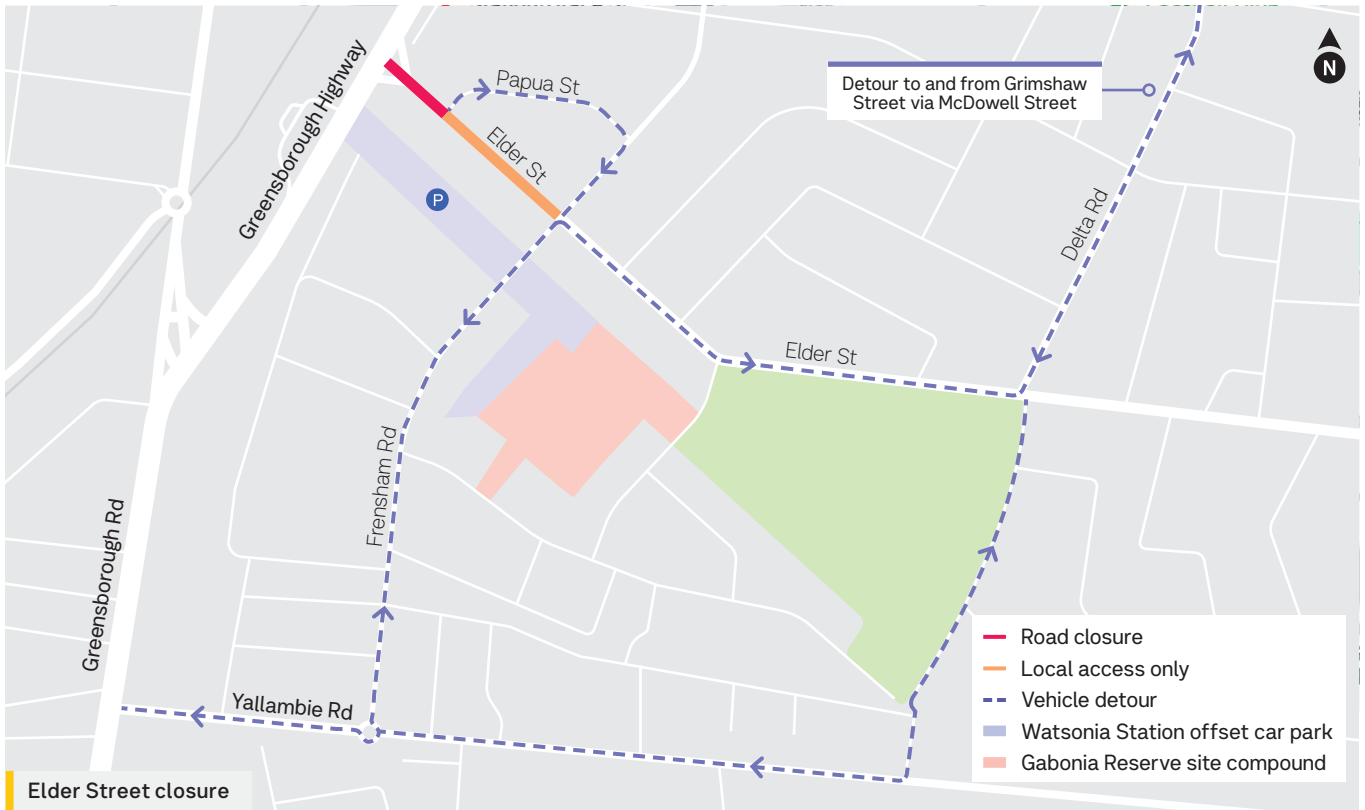 Greensborough Highway
Papua St
Elder St
P
Detour to and from Grimshaw
Street via McDowell Street
N
Delta Rd
Elder St
Frensham Rd
Greensborough Rd
Yallambie Rd
Road closure
Local access only
Vehicle detour
Watsonia Station offset car park
Gabonia Reserve site compound
Elder Street closure